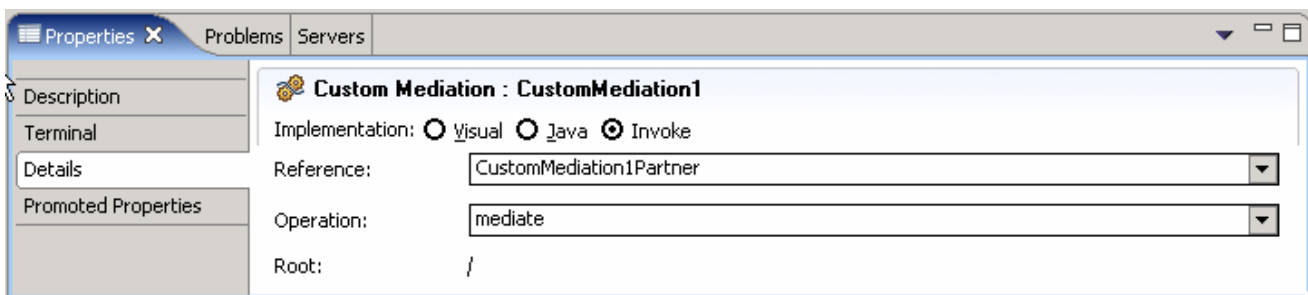 Properties Problems Servers
Description
Terminal
Details
Promoted Properties
Custom Mediation : CustomMediation1
Implementation: Visual Java Invoke
Reference: CustomMediation1Partner
Operation: mediate
Root: /